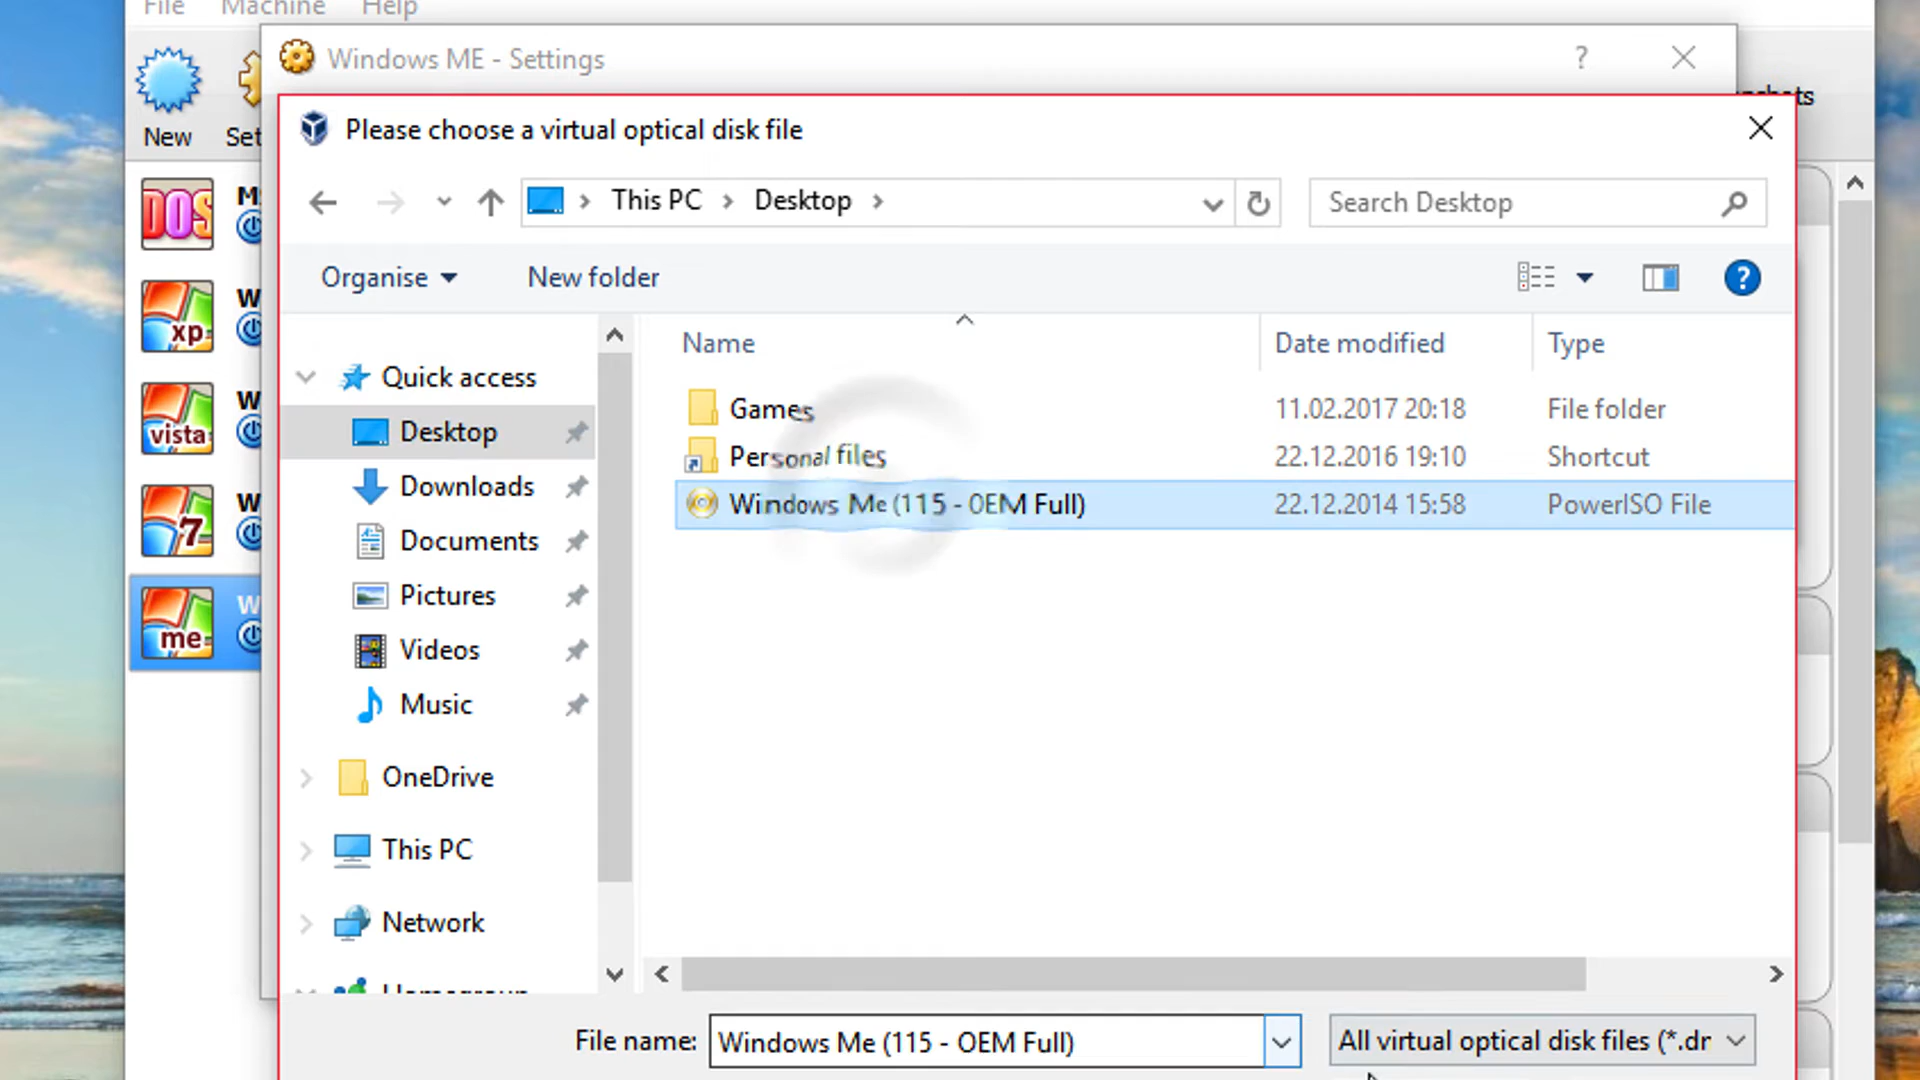 File Machine Help
Windows ME - Settings ?
New
Please choose a virtual optical disk file
This PC Desktop Search Desktop
Organise New folder
DOS
xp
vista
7
me
Name Date modified Type
Quick access
Desktop
Downloads
Documents
Pictures
Videos
Music
OneDrive
This PC
Network
Games 11.02.2017 20:18 File folder
Personal files 22.12.2016 19:10 Shortcut
Windows Me (115 - OEM Full) 22.12.2014 15:58 PowerISO File
File name: Windows Me (115 - OEM Full) All virtual optical disk files (*.dr